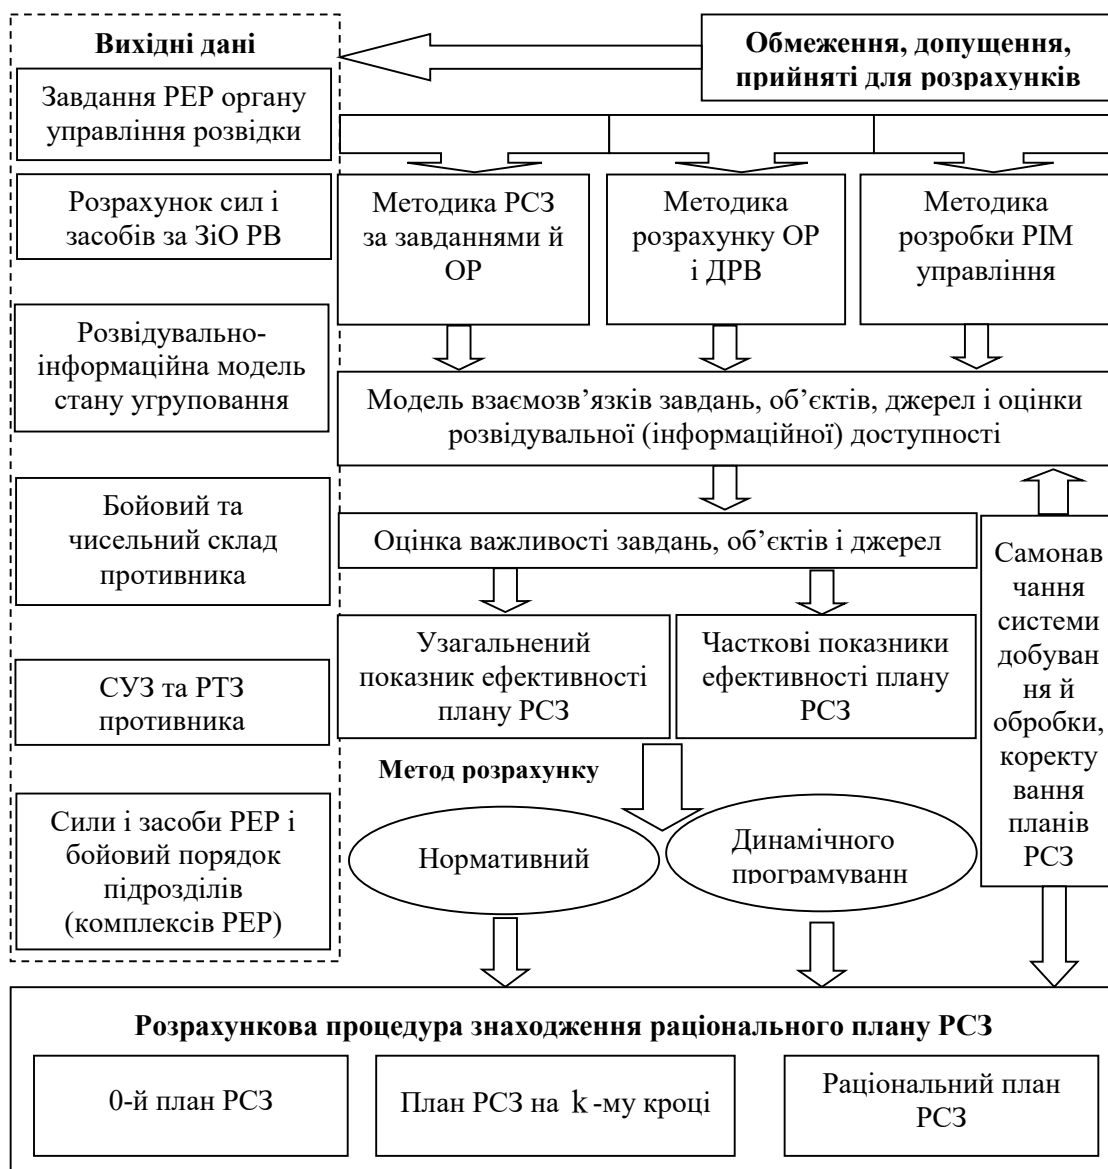 Вихідні дані
Завдання РЕР органу
управління розвідки
Розрахунок сил і
засобів за ЗіО РВ
Розвідувально-
інформаційна модель
стану угруповання
Бойовий та
чисельний склад
противника
СУЗ та РТЗ
противника
Сили і засоби РЕР і
бойовий порядок
підрозділів
(комплексів РЕР)
Обмеження, допущення,
прийняті для розрахунків
Методика РСЗ
за завданнями й
ОР
Методика
розрахунку ОР
і ДРВ
Методика
розробки РІМ
управління
Модель взаємозв’язків завдань, об’єктів, джерел і оцінки
розвідувальної (інформаційної) доступності
Оцінка важливості завдань, об’єктів і джерел
Узагальнений
показник ефективності
плану РСЗ
Часткові показники
ефективності плану
РСЗ
Самонав
чання
системи
добуван
ня й
обробки,
коректу
вання
планів
РСЗ
Метод розрахунку
Нормативний
Динамічного
програмуванн
Розрахункова процедура знаходження раціонального плану РСЗ
0-й план РСЗ
План РСЗ на k-му кроці
Раціональний план
РСЗ